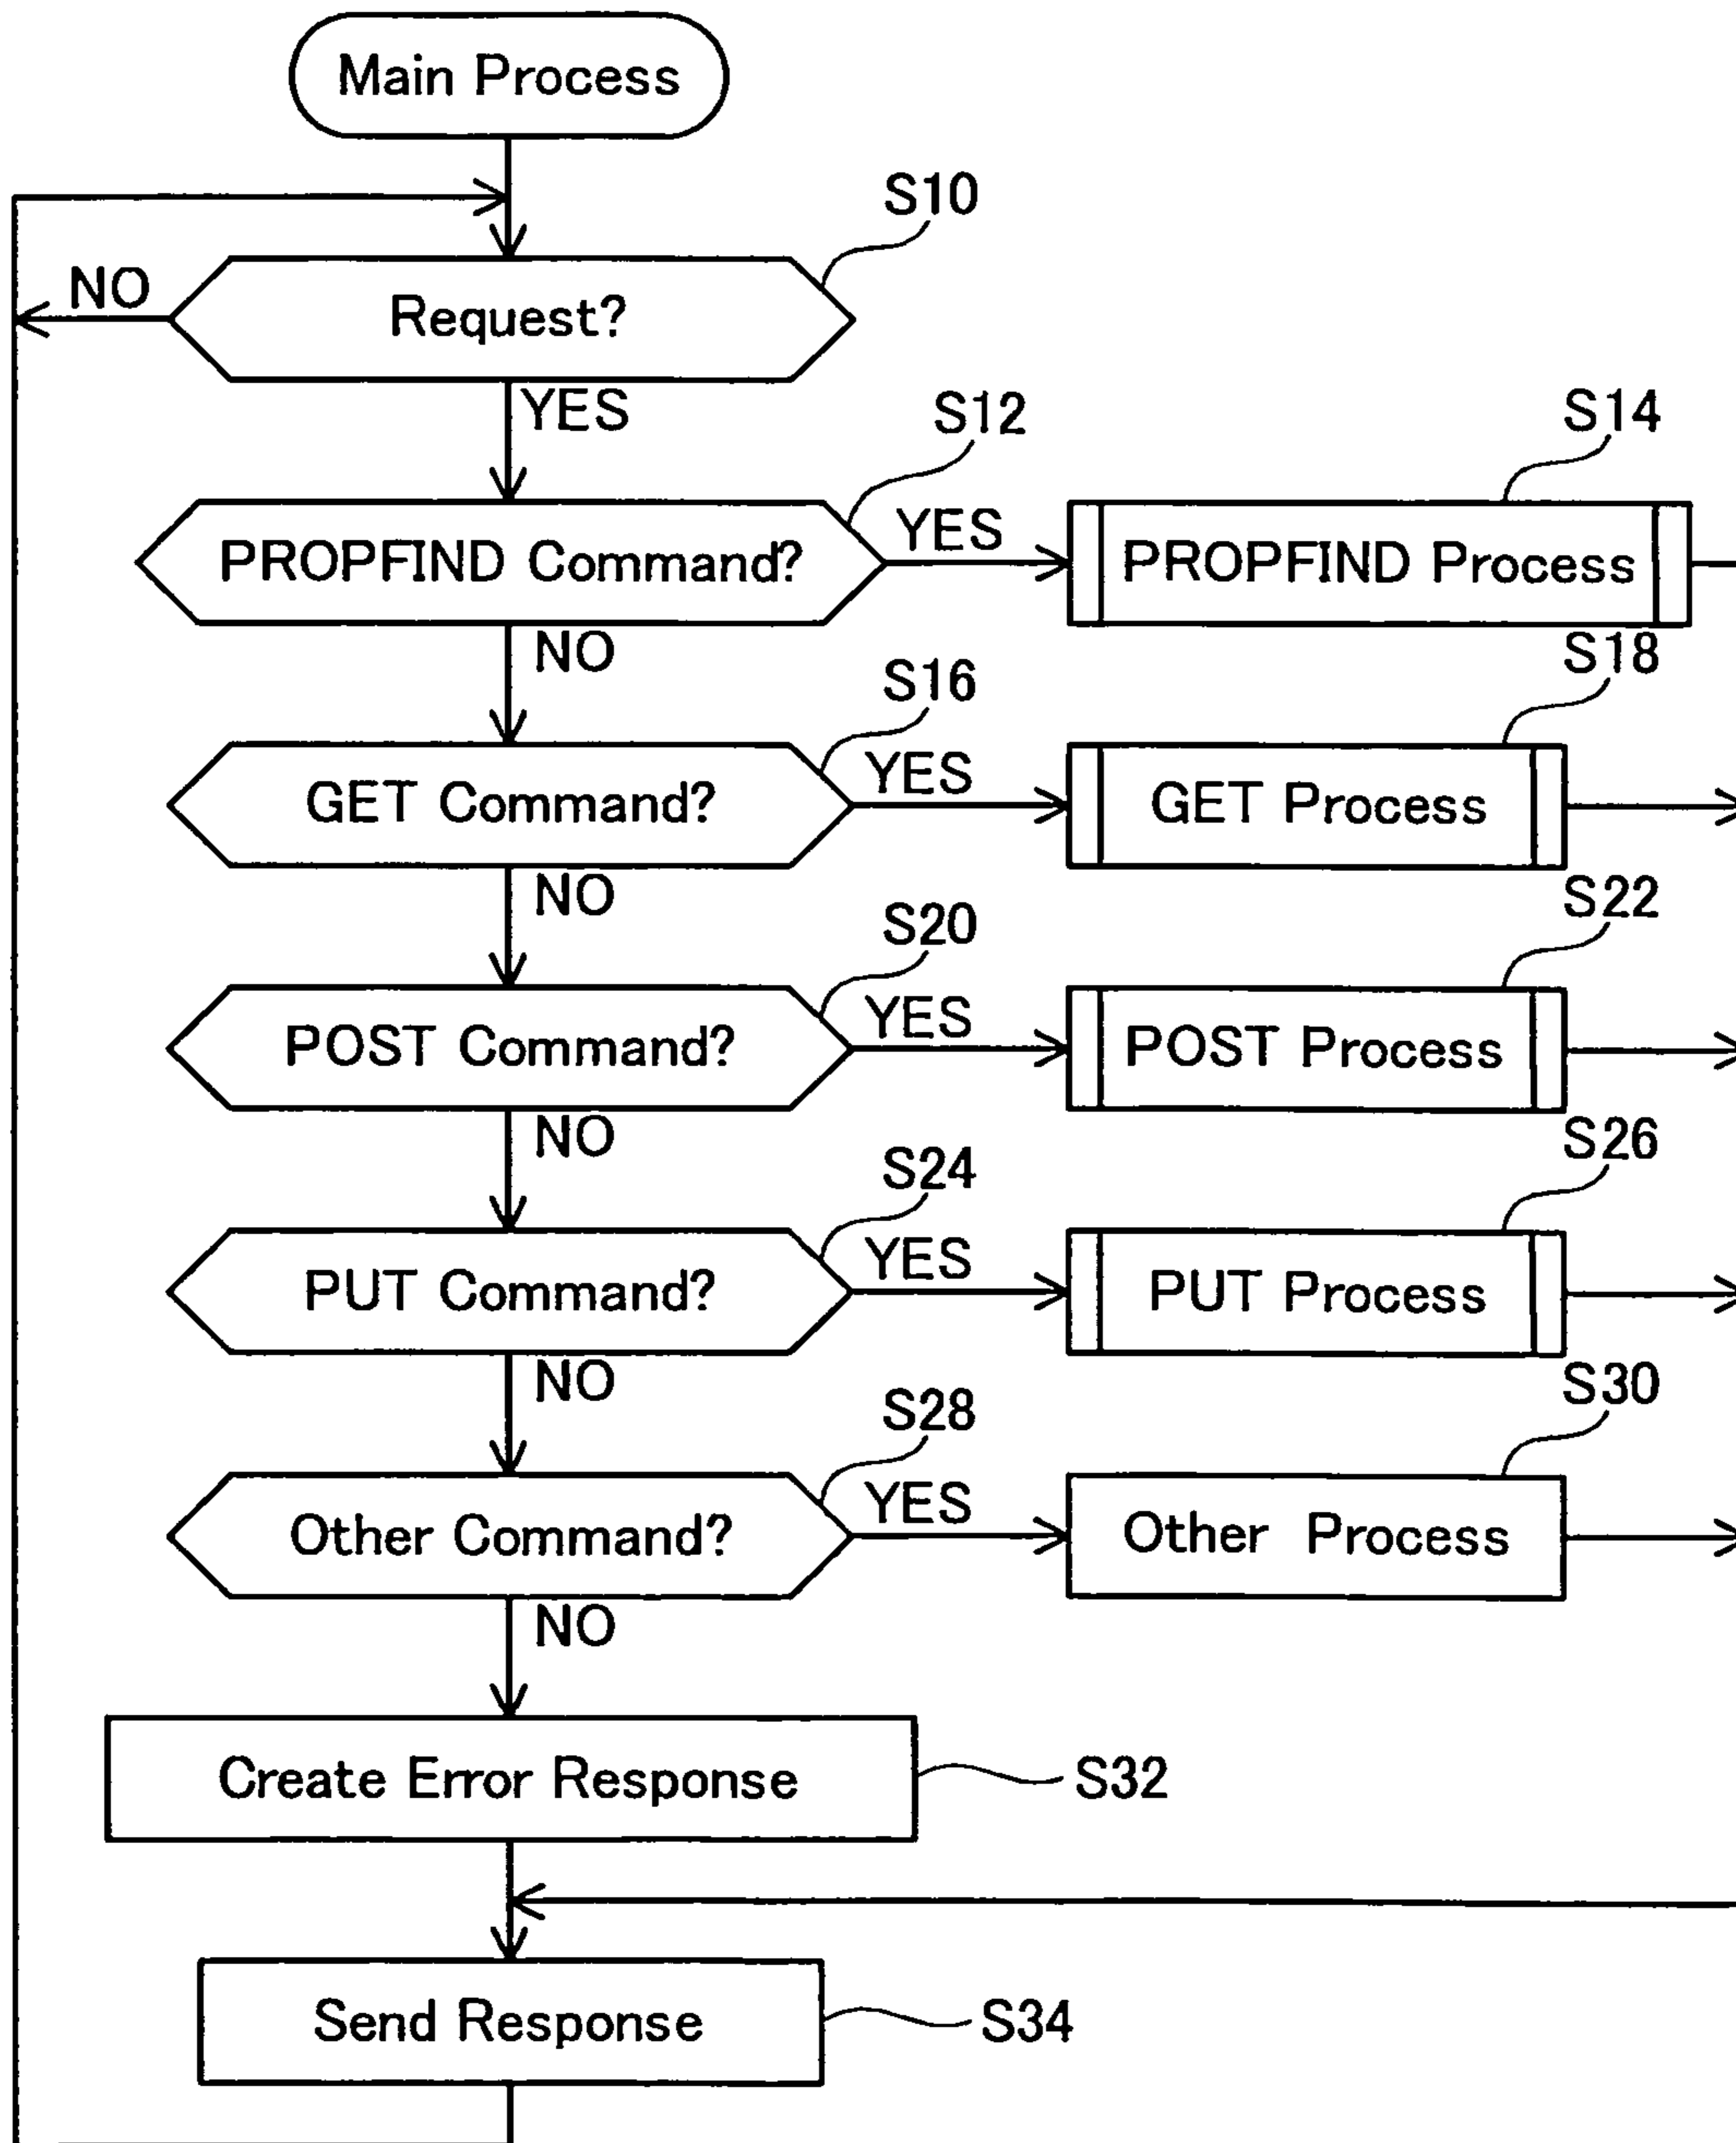 Main Process
S10
NO
Request?
YES
S12
S14
PROPFIND Command?
YES
PROPFIND Process
NO
S16
S18
GET Command?
YES
GET Process
NO
S20
S22
POST Command?
YES
POST Process
NO
S24
S26
PUT Command?
YES
PUT Process
NO
S28
S30
Other Command?
YES
Other Process
NO
Create Error Response
S32
Send Response
S34